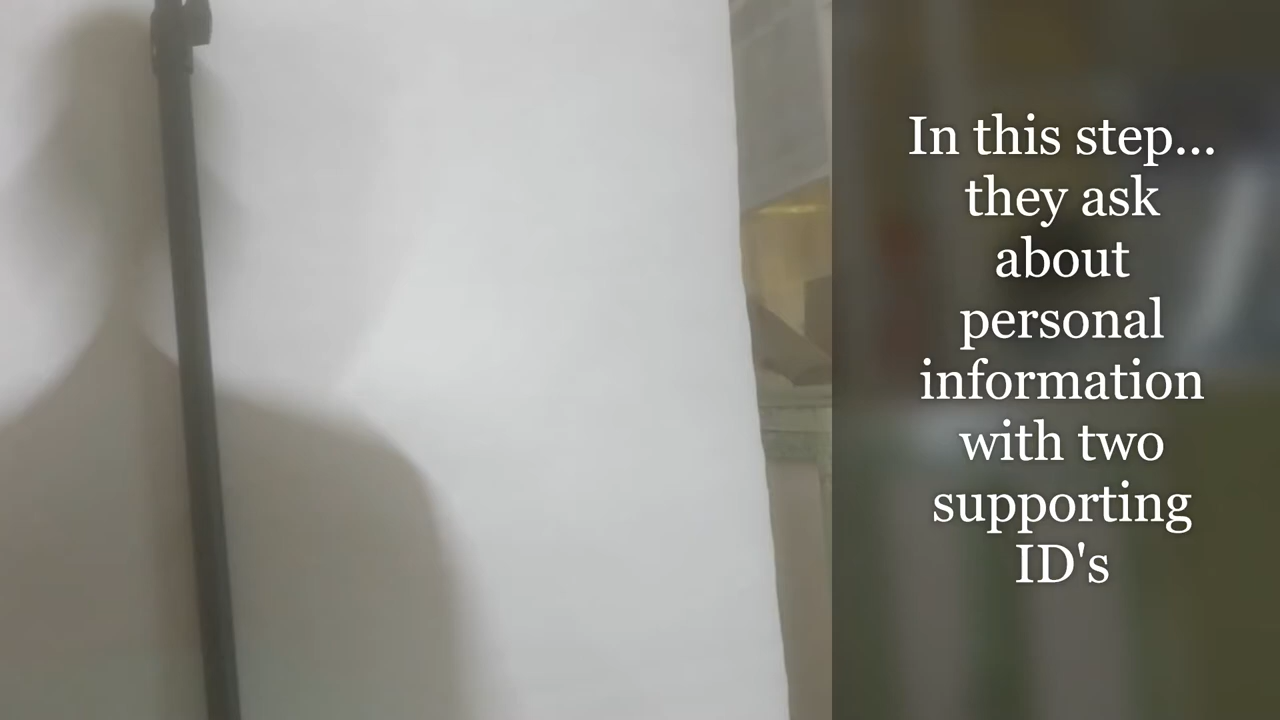 In this step...
they ask
about
personal
information
with two
supporting
ID's